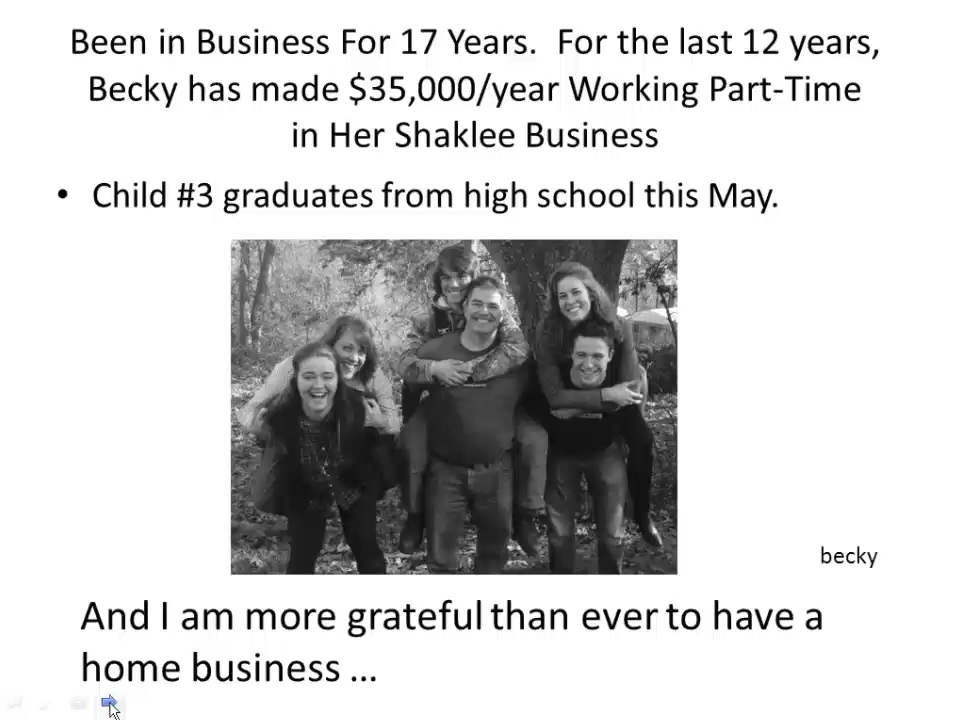 Been in Business For 17 Years.  For the last 12 years,
Becky has made $35,000/year Working Part-Time
in Her Shaklee Business
• Child #3 graduates from high school this May.
becky
And I am more grateful than ever to have a
home business …